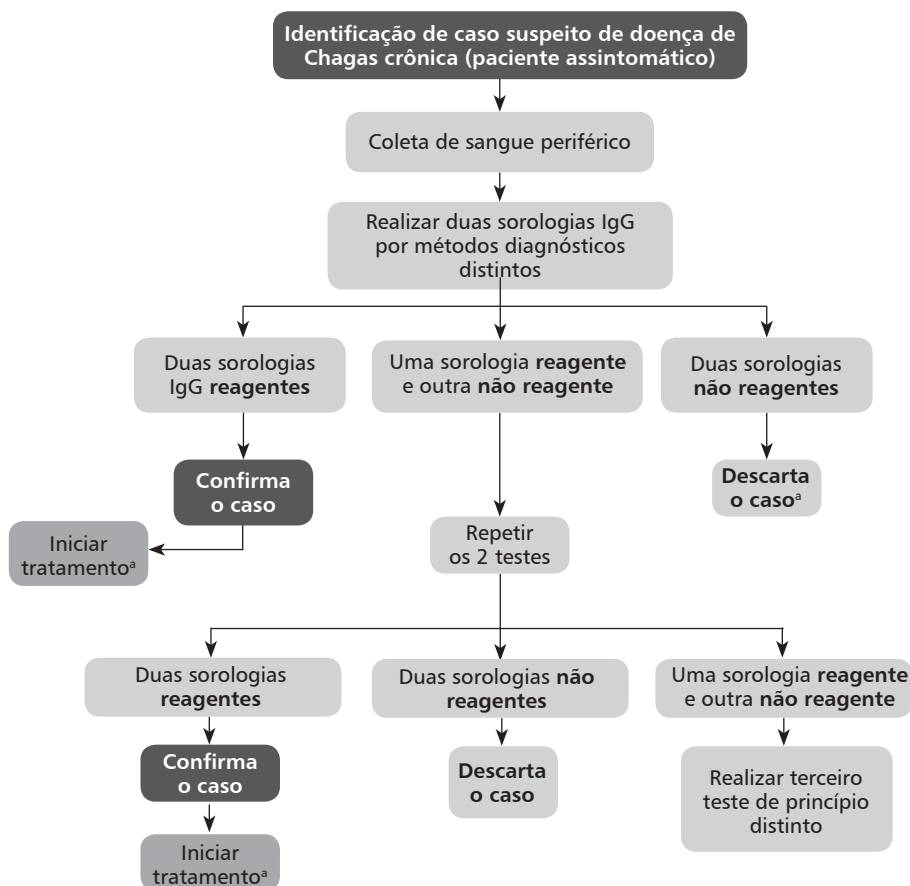 Identificação de caso suspeito de doença de
Chagas crônica (paciente assintomático)
Coleta de sangue periférico
Realizar duas sorologias IgG
por métodos diagnósticos
distintos
Duas sorologias
IgG reagentes
Uma sorologia reagente
e outra não reagente
Duas sorologias
não reagentes
Confirma
o caso
Descarta
o casoª
Iniciar
tratamentoª
Repetir
os 2 testes
Duas sorologias
reagentes
Duas sorologias não
reagentes
Uma sorologia reagente
e outra não reagente
Confirma
o caso
Descarta
o caso
Realizar terceiro
teste de princípio
distinto
Iniciar
tratamentoª